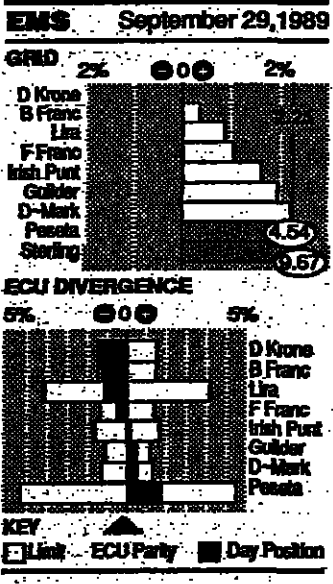 EMS September 29,1989
GRID
2% - 0 + 2%
D Krone
B Franc
Lira
F Franc
Irish Punt
Guilder
D-Mark
Peseta 4.54
Sterling 9.67
ECU DIVERGENCE
5% - 0 + 5%
D Krone
B Franc
Lira
F Franc
Irish Punt
Guilder
D-Mark
Peseta
KEY
Limit ECU Parity Day Position